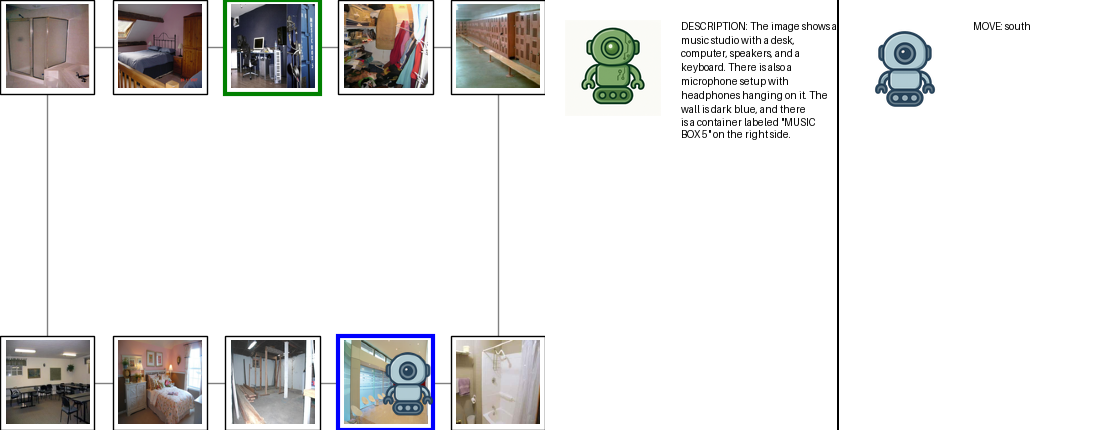 DESCRIPTION: The image shows a
music studio with a desk,
computer, speakers, and a
keyboard. There is also a
microphone setup with
headphones hanging on it. The
wall is dark blue, and there
is a container labeled "MUSIC
BOX 5" on the right side.
MOVE: south